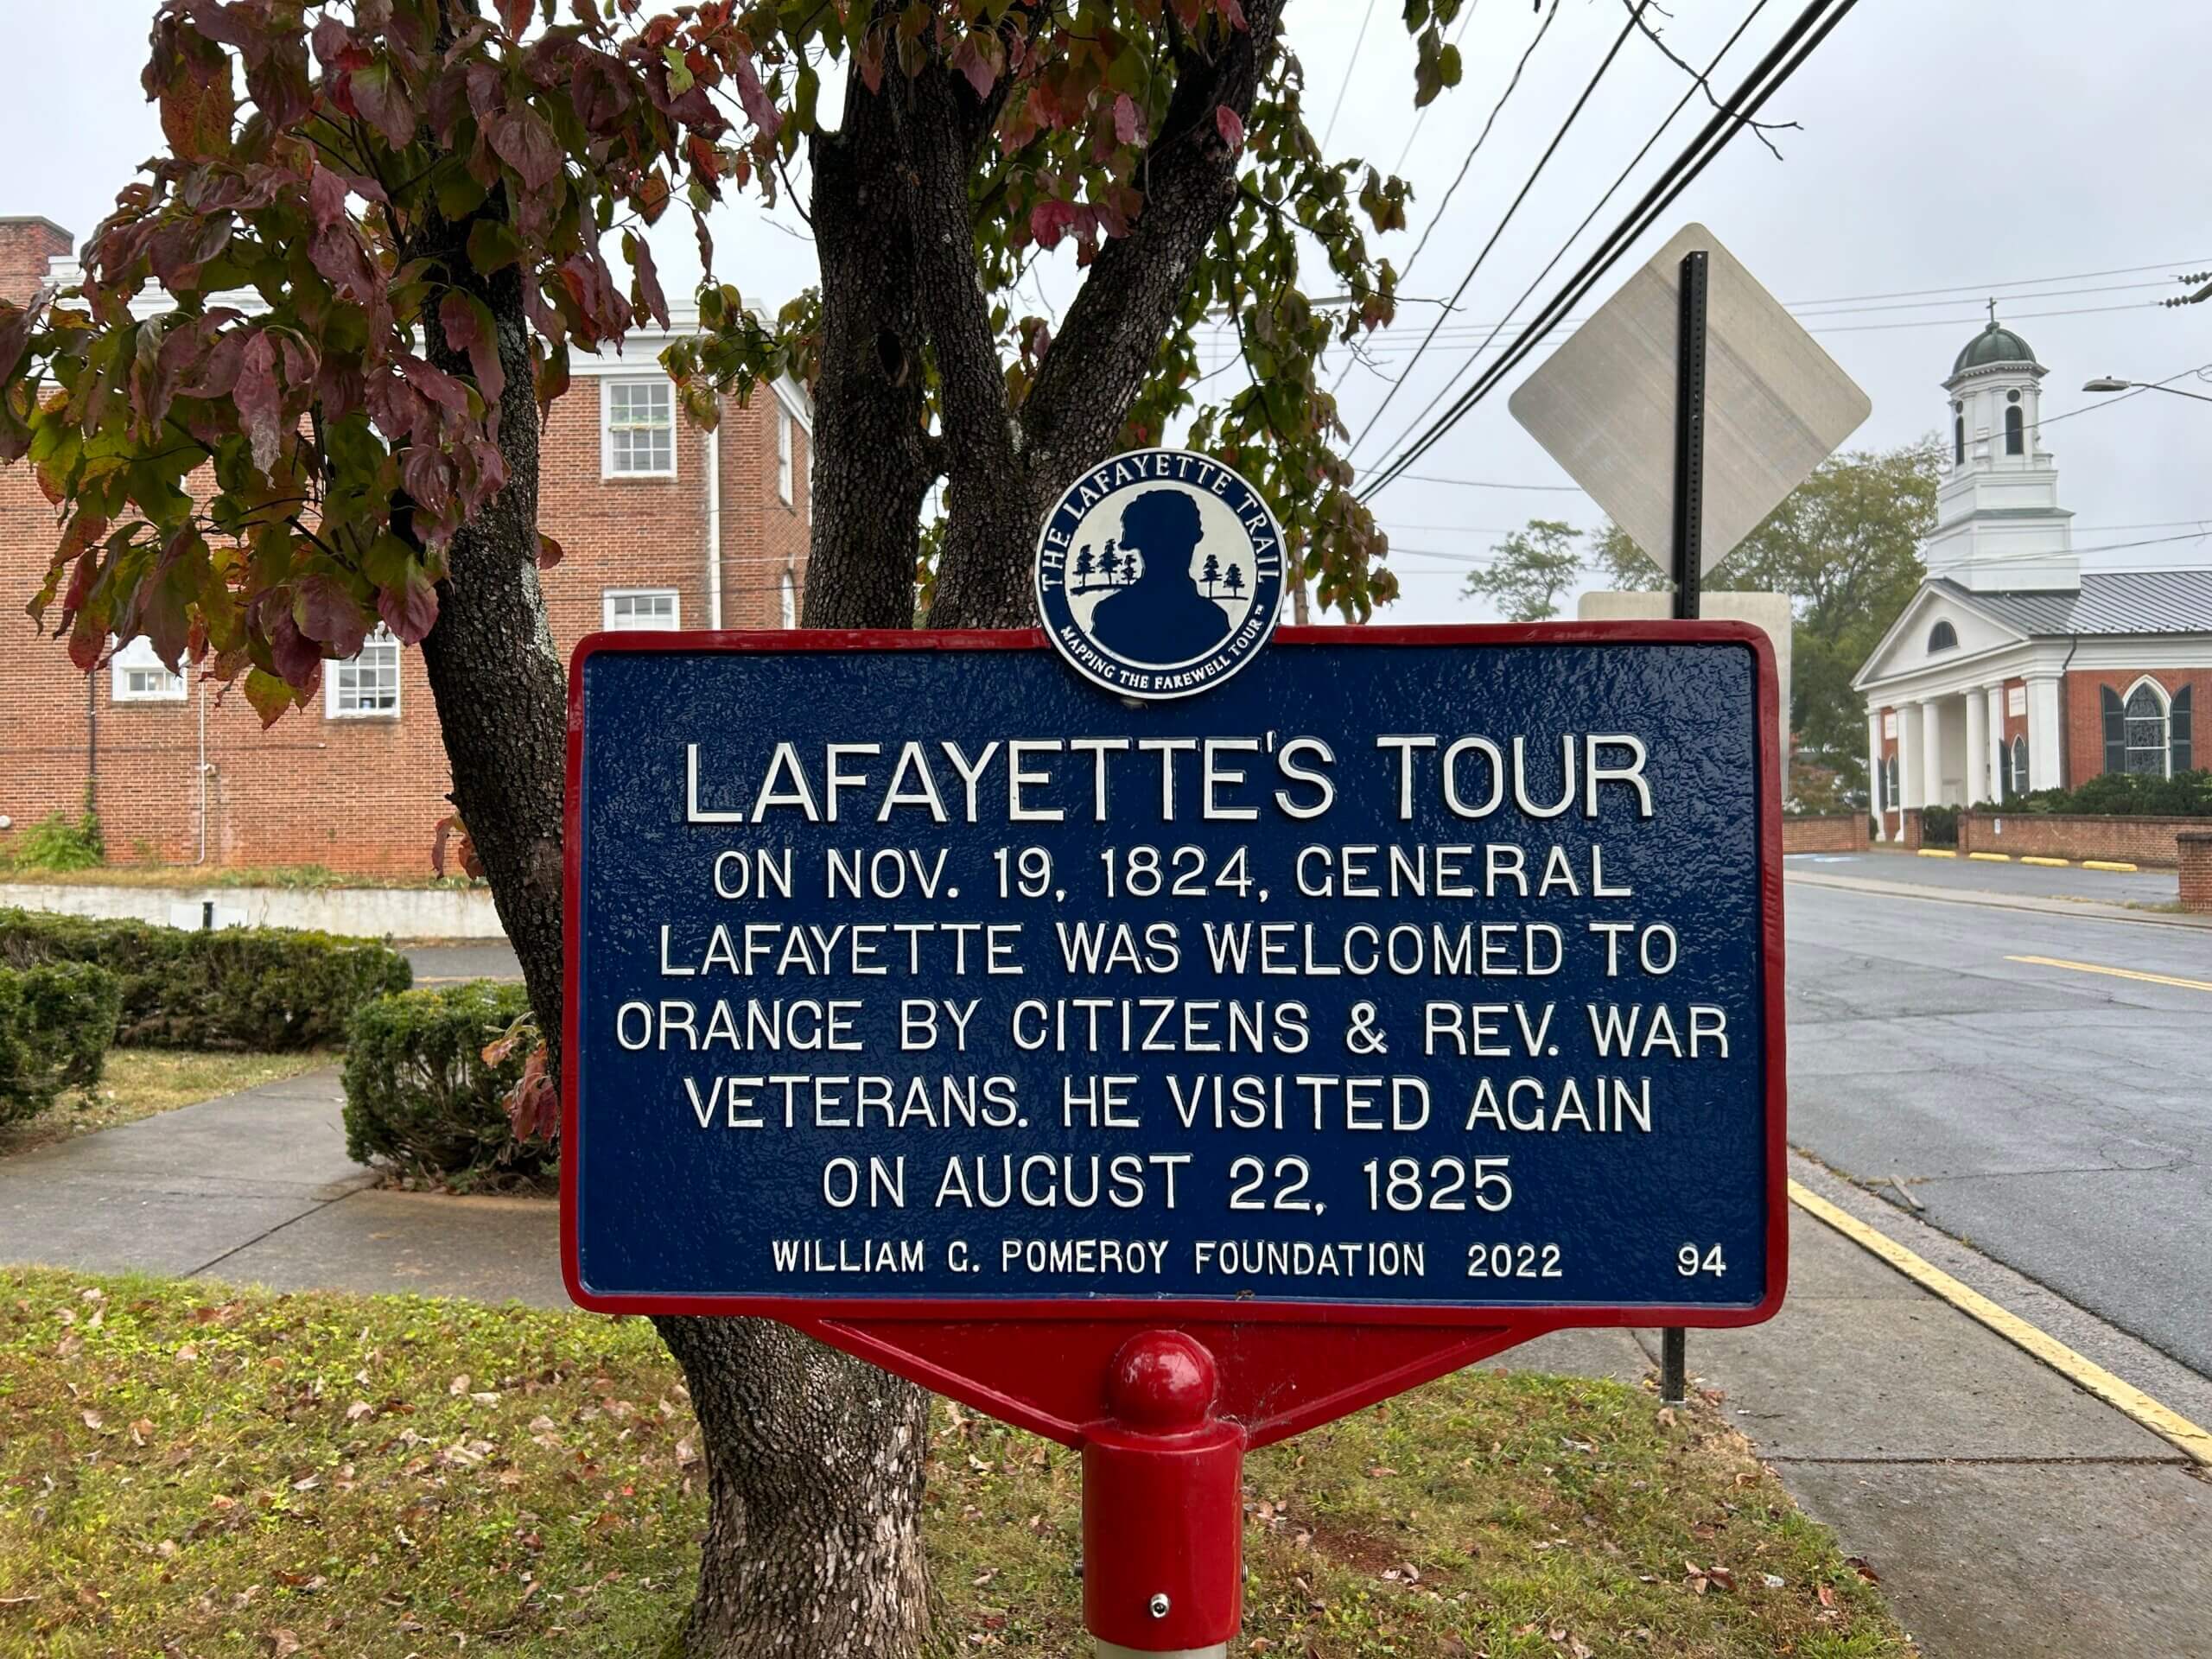 THE LAFAYETTE TRAIL
MAPPING THE FAREWELL TOUR™
LAFAYETTE'S TOUR
ON NOV. 19, 1824, GENERAL
LAFAYETTE WAS WELCOMED TO
ORANGE BY CITIZENS & REV. WAR
VETERANS. HE VISITED AGAIN
ON AUGUST 22, 1825
WILLIAM G. POMEROY FOUNDATION 2022 94